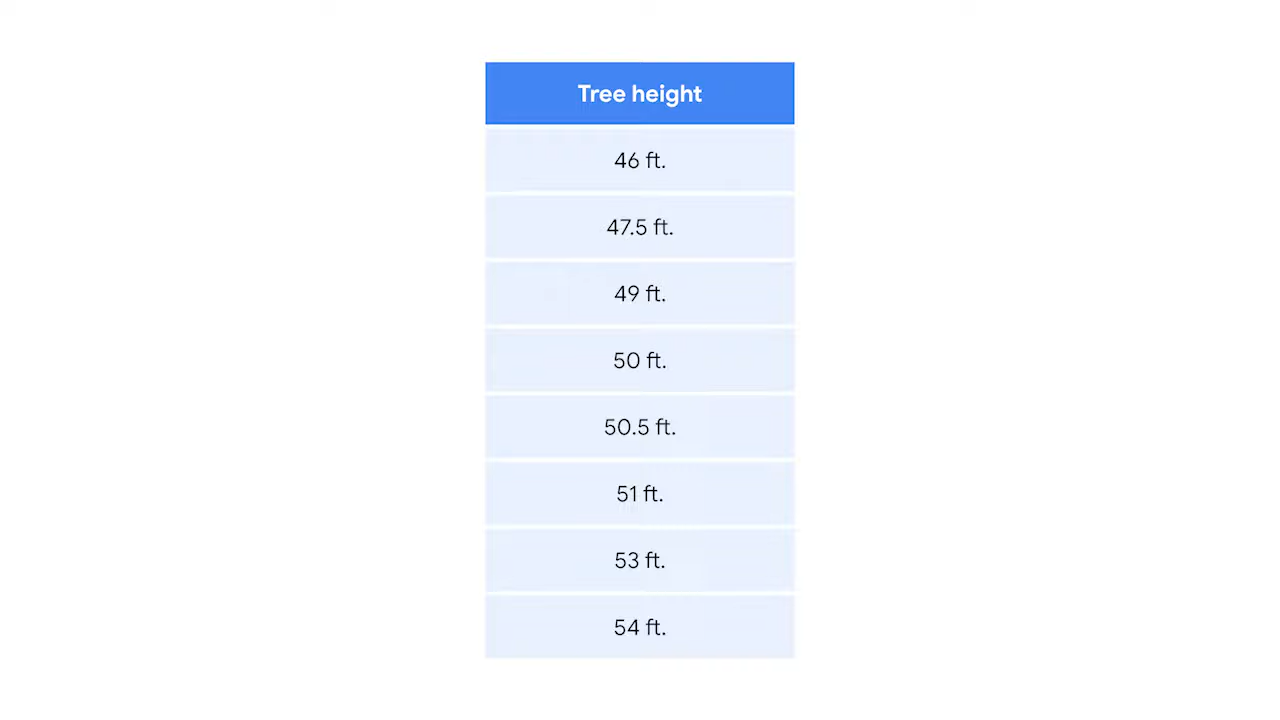 Tree height
46 ft.
47.5 ft.
49 ft.
50 ft.
50.5 ft.
51 ft.
53 ft.
54 ft.